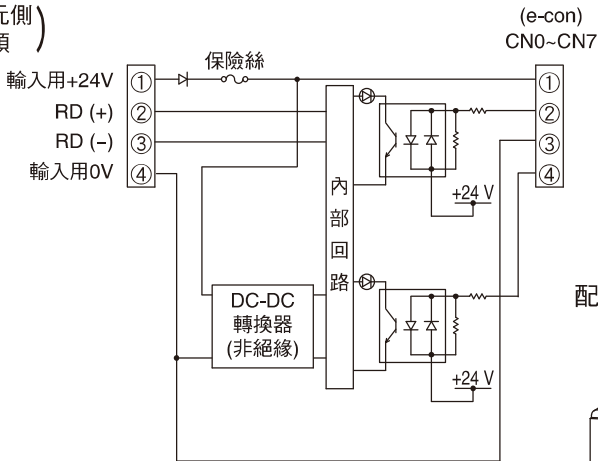 元側
類)
(e-con)
CN0~CN7
保險絲
輸入用+24V ① ①
RD (+) ② ②
RD (−) ③ ③
輸入用0V ④ ④
內部回路
+24 V
DC-DC
轉換器
(非絕緣)
+24 V
配